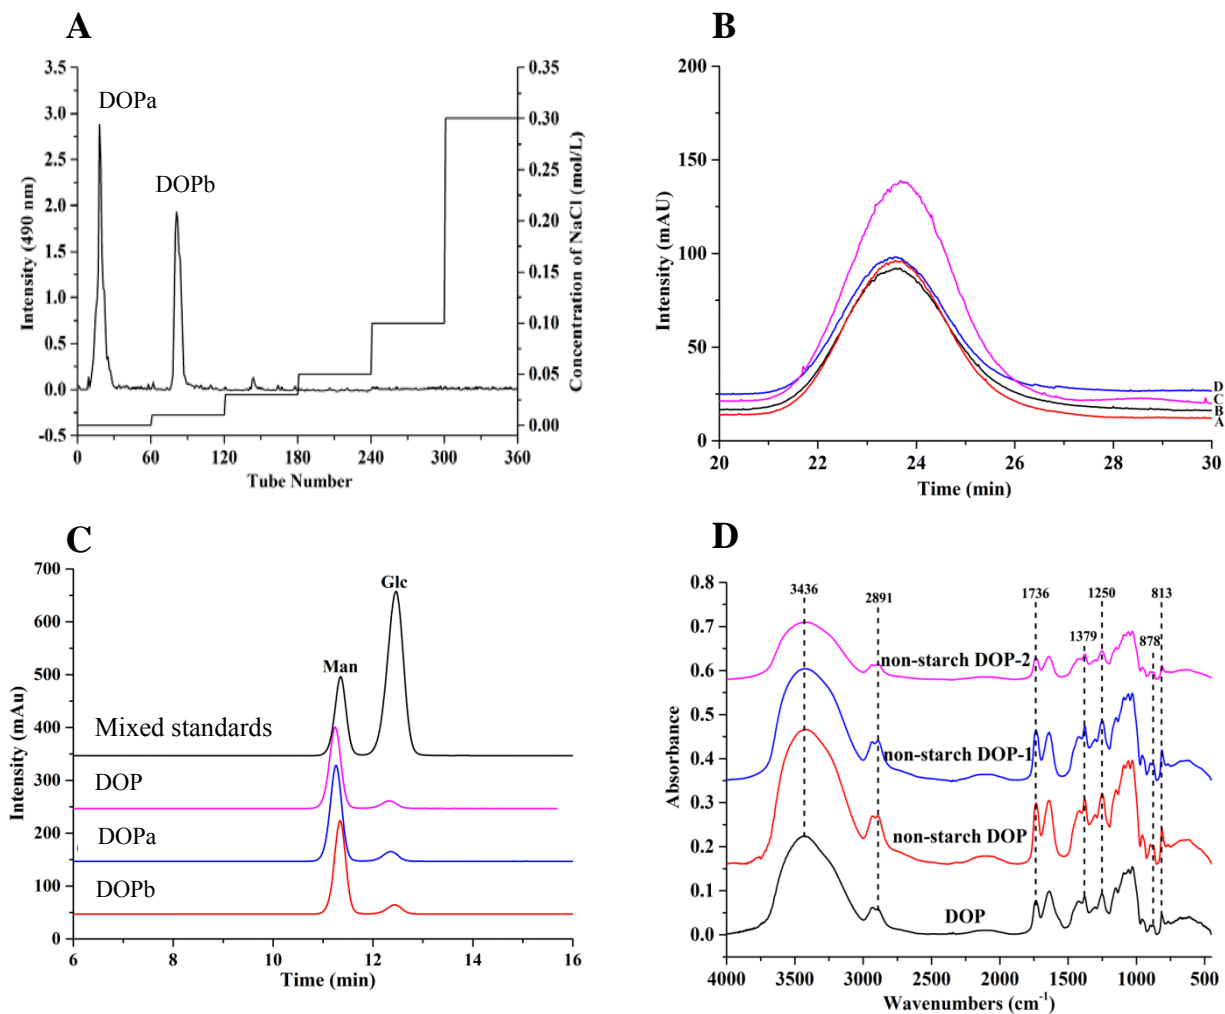 A
3.5
3.0
2.5
2.0
1.5
1.0
0.5
0.0
-0.5
Intensity (490 nm)
DOPa
DOPb
0.35
0.30
0.25
0.20
0.15
0.10
0.05
0.00
Concentration of NaCl (mol/L)
0 60 120 180 240 300 360
Tube Number
B
200
150
100
50
0
Intensity (mAU)
D
C
B
A
20 22 24 26 28 30
Time (min)
C
700
600
500
400
300
200
100
0
Intensity (mAu)
Glc
Man
Mixed standards
DOP
DOPa
DOPb
6 8 10 12 14 16
Time (min)
D
0.8
0.7
0.6
0.5
0.4
0.3
0.2
0.1
0.0
Absorbance
3436 2891 1736 1379 1250 878 813
non-starch DOP-2
non-starch DOP-1
non-starch DOP
DOP
4000 3500 3000 2500 2000 1500 1000 500
Wavenumbers (cm⁻¹)